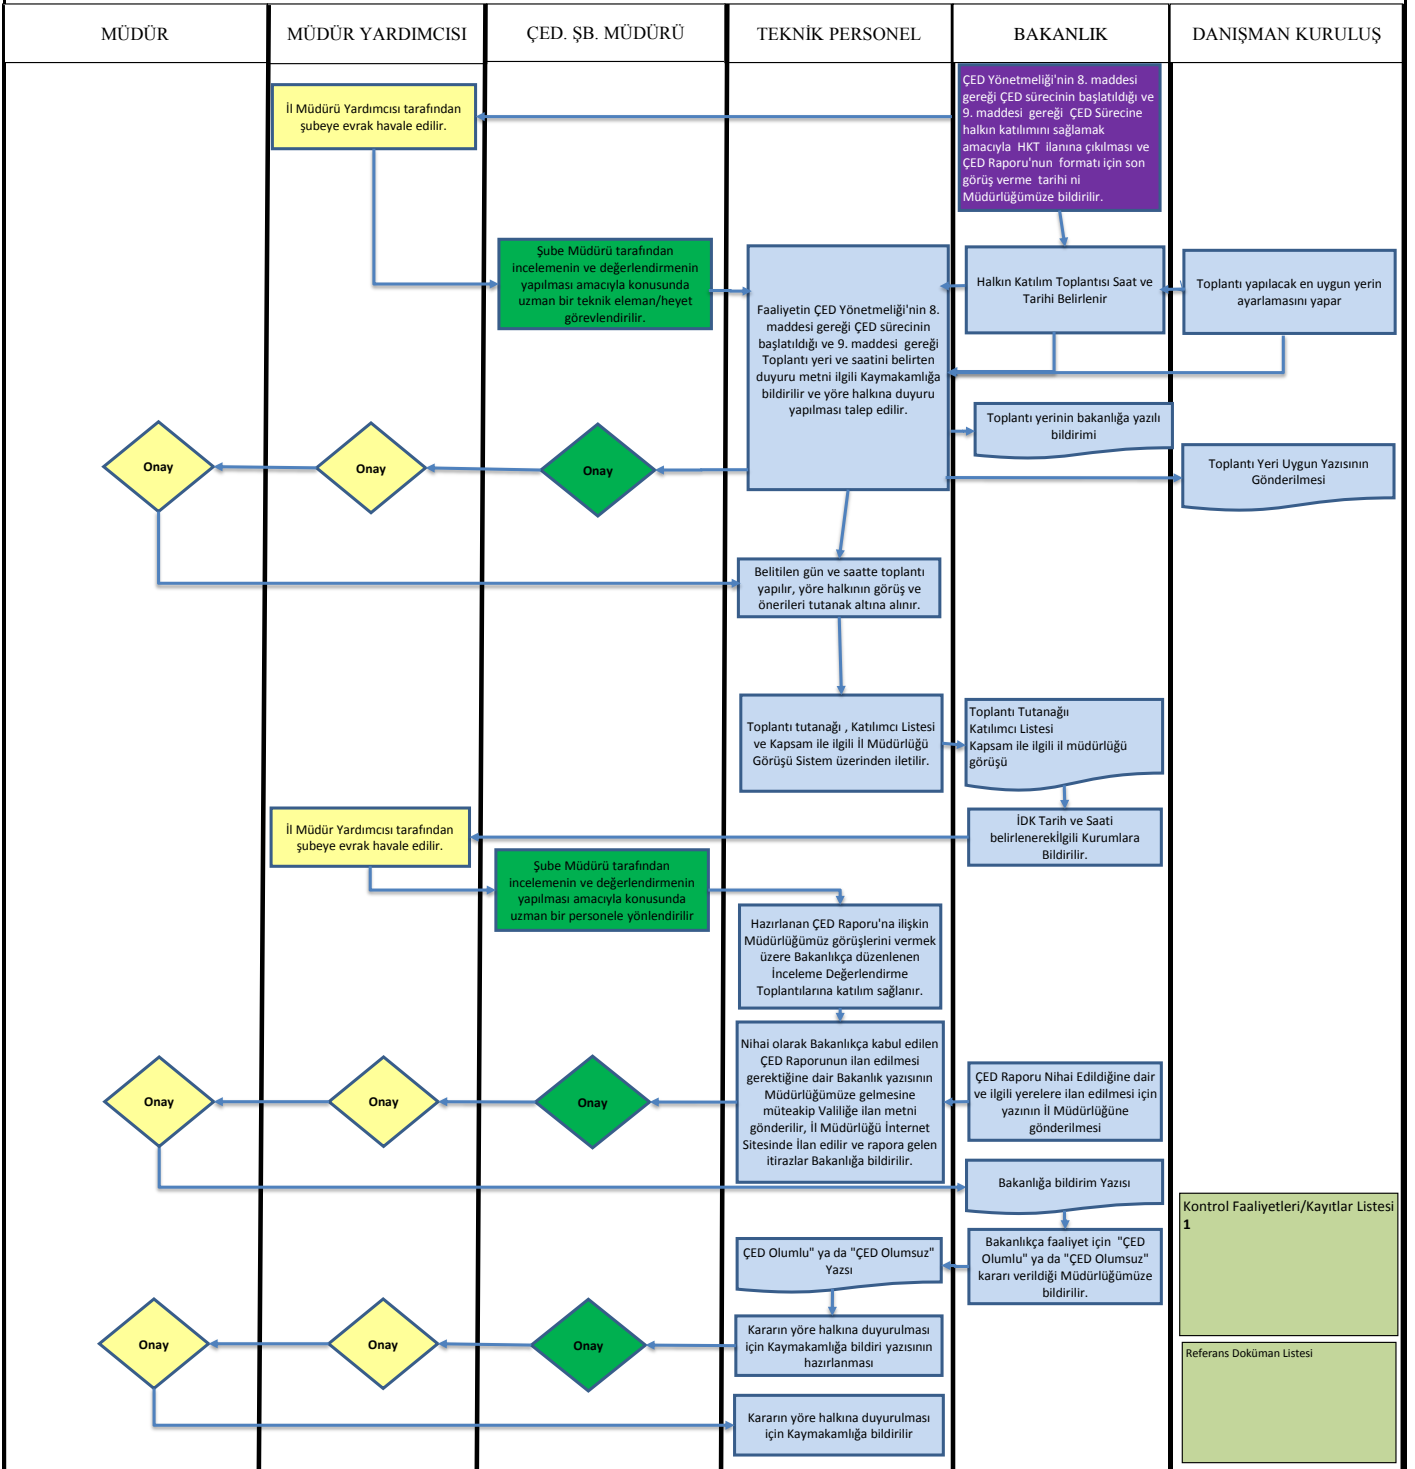 MÜDÜR
MÜDÜR YARDIMCISI
ÇED. ŞB. MÜDÜRÜ
TEKNİK PERSONEL
BAKANLIK
DANIŞMAN KURULUŞ
ÇED Yönetmeliği'nin 8. maddesi
gereği ÇED sürecinin başlatıldığı ve
9. maddesi gereği ÇED Sürecine
halkın katılımını sağlamak
amacıyla HKT ilanına çıkılması ve
ÇED Raporu'nun formatı için son
görüş verme tarihi ni
Müdürlüğümüze bildirilir.
İl Müdürü Yardımcısı tarafından
şubeye evrak havale edilir.
Şube Müdürü tarafından
incelemenin ve değerlendirmenin
yapılması amacıyla konusunda
uzman bir teknik eleman/heyet
görevlendirilir.
Faaliyetin ÇED Yönetmeliği'nin 8.
maddesi gereği ÇED sürecinin
başlatıldığı ve 9. maddesi gereği
Toplantı yeri ve saatini belirten
duyuru metni ilgili Kaymakamlığa
bildirilir ve yöre halkına duyuru
yapılması talep edilir.
Halkın Katılım Toplantısı Saat ve
Tarihi Belirlenir
Toplantı yapılacak en uygun yerin
ayarlamasını yapar
Toplantı yerinin bakanlığa yazılı
bildirimi
Toplantı Yeri Uygun Yazısının
Gönderilmesi
Onay
Onay
Onay
Belitilen gün ve saatte toplantı
yapılır, yöre halkının görüş ve
önerileri tutanak altına alınır.
Toplantı tutanağı , Katılımcı Listesi
ve Kapsam ile ilgili İl Müdürlüğü
Görüşü Sistem üzerinden iletilir.
Toplantı Tutanağıı
Katılımcı Listesi
Kapsam ile ilgili il müdürlüğü
görüşü
İDK Tarih ve Saati
belirlenerekİlgili Kurumlara
Bildirilir.
İl Müdür Yardımcısı tarafından
şubeye evrak havale edilir.
Şube Müdürü tarafından
incelemenin ve değerlendirmenin
yapılması amacıyla konusunda
uzman bir personele yönlendirilir
Hazırlanan ÇED Raporu'na ilişkin
Müdürlüğümüz görüşlerini vermek
üzere Bakanlıkça düzenlenen
İnceleme Değerlendirme
Toplantılarına katılım sağlanır.
Nihai olarak Bakanlıkça kabul edilen
ÇED Raporunun ilan edilmesi
gerektiğine dair Bakanlık yazısının
Müdürlüğümüze gelmesine
müteakip Valiliğe ilan metni
gönderilir, İl Müdürlüğü İnternet
Sitesinde İlan edilir ve rapora gelen
itirazlar Bakanlığa bildirilir.
ÇED Raporu Nihai Edildiğine dair
ve ilgili yerelere ilan edilmesi için
yazının İl Müdürlüğüne
gönderilmesi
Onay
Onay
Onay
Bakanlığa bildirim Yazısı
Bakanlıkça faaliyet için "ÇED
Olumlu" ya da "ÇED Olumsuz"
kararı verildiği Müdürlüğümüze
bildirilir.
ÇED Olumlu" ya da "ÇED Olumsuz"
Yazsı
Kararın yöre halkına duyurulması
için Kaymakamlığa bildiri yazısının
hazırlanması
Onay
Onay
Onay
Kararın yöre halkına duyurulması
için Kaymakamlığa bildirilir
Kontrol Faaliyetleri/Kayıtlar Listesi
1
Referans Doküman Listesi